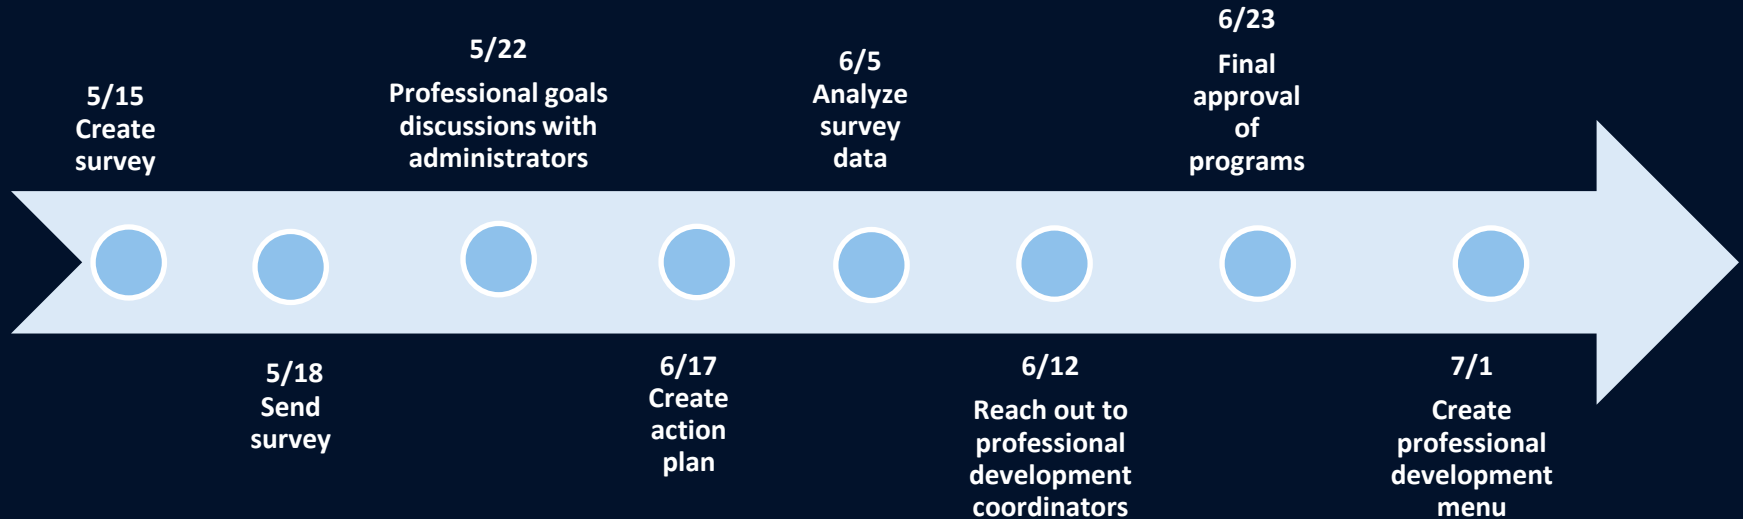 5/15
Create
survey
5/18
Send
survey
5/22
Professional goals
discussions with
administrators
6/17
Create
action
plan
6/5
Analyze
survey
data
6/12
Reach out to
professional
development
coordinators
6/23
Final
approval
of
programs
7/1
Create
professional
development
menu